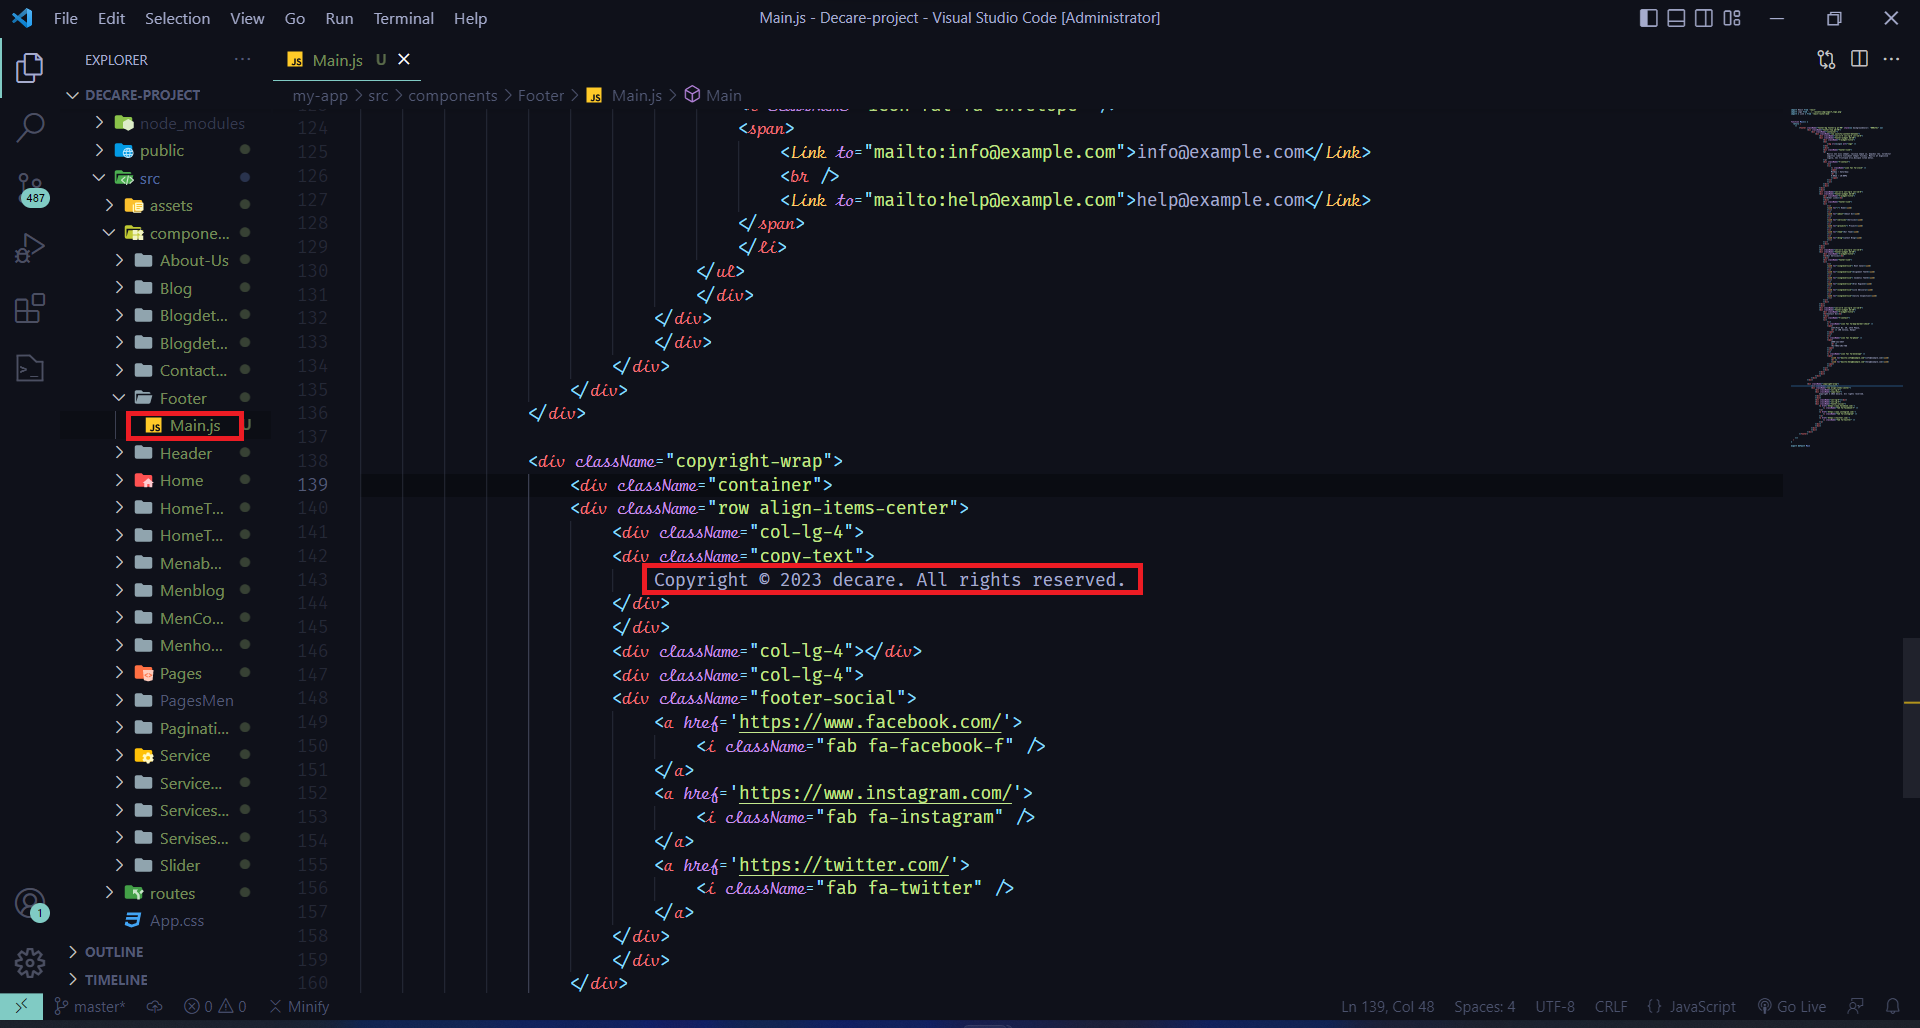 File Edit Selection View Go Run Terminal Help
Main.js - Decare-project - Visual Studio Code [Administrator]
EXPLORER
DECARE-PROJECT
node_modules
public
src
assets
compone...
About-Us
Blog
Blogdet...
Blogdet...
Contact...
Footer
JS Main.js U
Header
Home
HomeT...
HomeT...
Menab...
Menblog
MenCo...
Menho...
Pages
PagesMen
Paginati...
Service
Service...
Services...
Servises...
Slider
routes
App.css
OUTLINE
TIMELINE
487
1
JS Main.js U
my-app > src > components > Footer > JS Main.js > Main
124 <span>
125 <Link to="mailto:info@example.com">info@example.com</Link>
126 <br />
127 <Link to="mailto:help@example.com">help@example.com</Link>
128 </span>
129 </li>
130 </ul>
131 </div>
132 </div>
133 </div>
134 </div>
135 </div>
136 </div>
137
138 <div className="copyright-wrap">
139 <div className="container">
140 <div className="row align-items-center">
141 <div className="col-lg-4">
142 <div className="copy-text">
143 Copyright © 2023 decare. All rights reserved.
144 </div>
145 </div>
146 <div className="col-lg-4"></div>
147 <div className="col-lg-4">
148 <div className="footer-social">
149 <a href='https://www.facebook.com/'>
150 <i className="fab fa-facebook-f" />
151 </a>
152 <a href='https://www.instagram.com/'>
153 <i className="fab fa-instagram" />
154 </a>
155 <a href='https://twitter.com/'>
156 <i className="fab fa-twitter" />
157 </a>
158 </div>
159 </div>
160 </div>
master* 0 0 Minify
Ln 139, Col 48 Spaces: 4 UTF-8 CRLF {} JavaScript Go Live